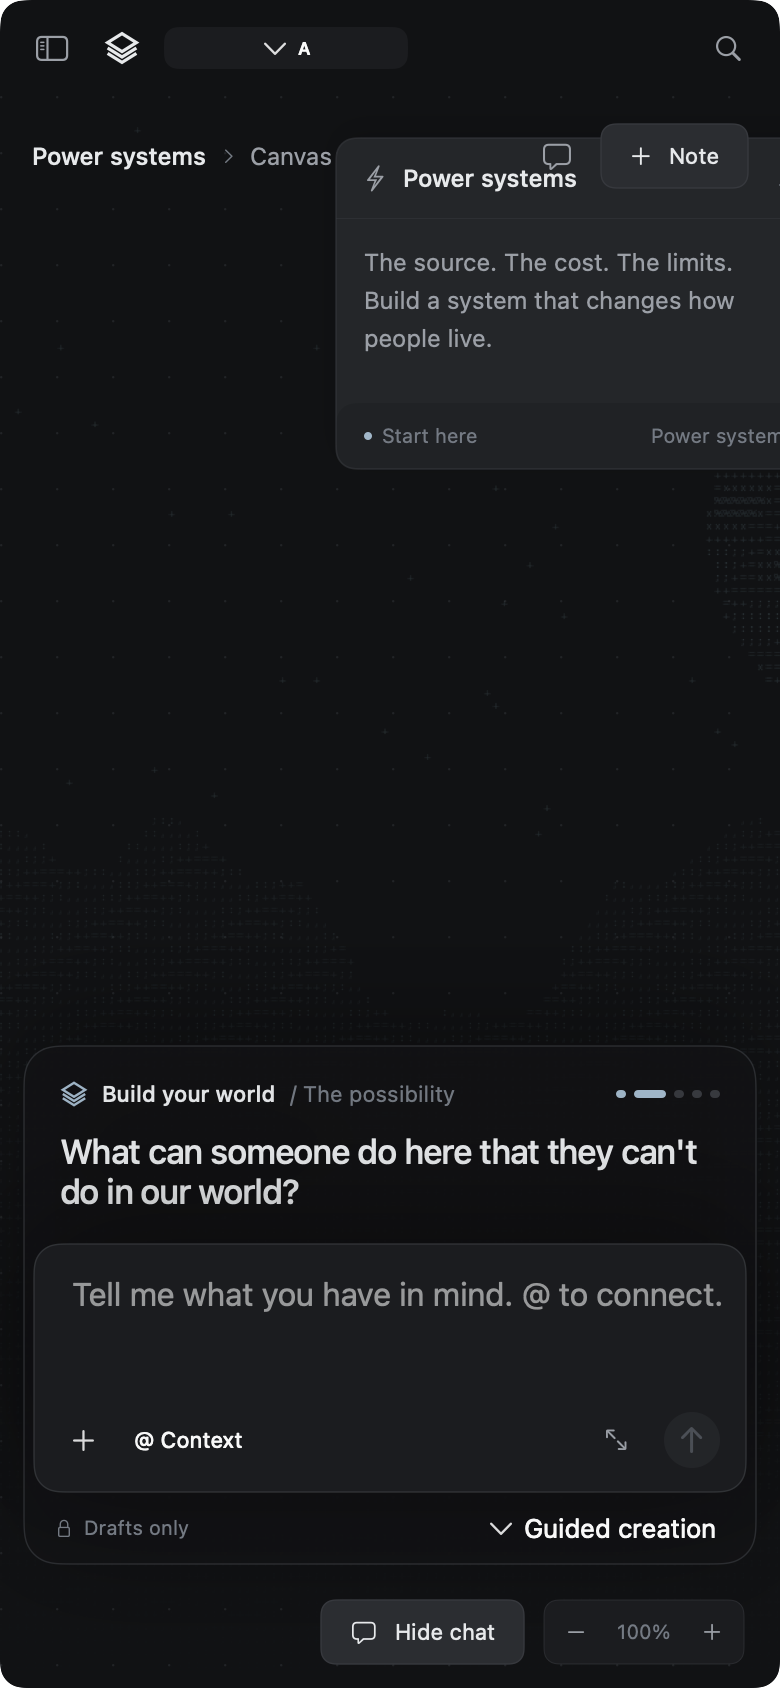 A
Power systems > Canvas
+ Note
Power systems
The source. The cost. The limits.
Build a system that changes how
people live.
Start here
Power system
Build your world / The possibility
What can someone do here that they can't
do in our world?
Tell me what you have in mind. @ to connect.
+ @ Context
Drafts only
Guided creation
Hide chat
− 100% +